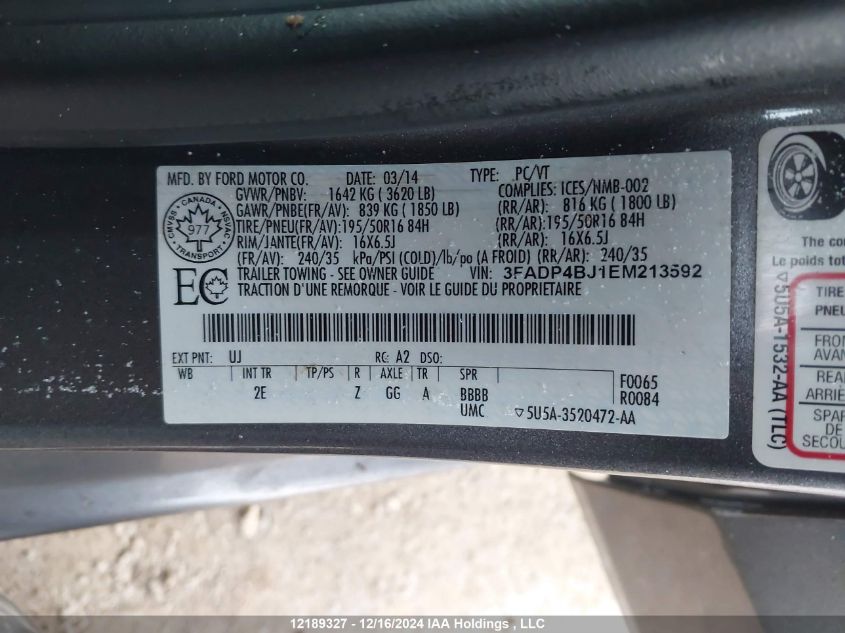 MFD. BY FORD MOTOR CO. DATE: 03/14 TYPE: PC/VT
GVWR/PNBV: 1642 KG ( 3620 LB) COMPLIES: ICES/NMB-002
GAWR/PNBE(FR/AV): 839 KG ( 1850 LB) (RR/AR): 816 KG ( 1800 LB)
TIRE/PNEU(FR/AV):195/50R16 84H (RR/AR):195/50R16 84H
RIM/JANTE(FR/AV): 16X6.5J (RR/AR): 16X6.5J
(FR/AV): 240/35 kPa/PSI (COLD)/lb/po (A FROID) (RR/AR): 240/35
TRAILER TOWING - SEE OWNER GUIDE VIN: 3FADP4BJ1EM213592
TRACTION D'UNE REMORQUE - VOIR LE GUIDE DU PROPRIETAIRE
CANADA
CMVSS 977 NSVAC
TRANSPORT
EC
EXT PNT: UJ RC: A2 DSO:
WB INT TR TP/PS R AXLE TR SPR F0065
2E Z GG A BBBB R0084
UMC ▽5U5A-3520472-AA
The co
Le poids tot
▽5U5A-1532-AA (TLC)
TIRE
PNEU
FRON
AVAN
REA
ARRIE
SPAR
DE
SECOU
12189327 - 12/16/2024 IAA Holdings , LLC